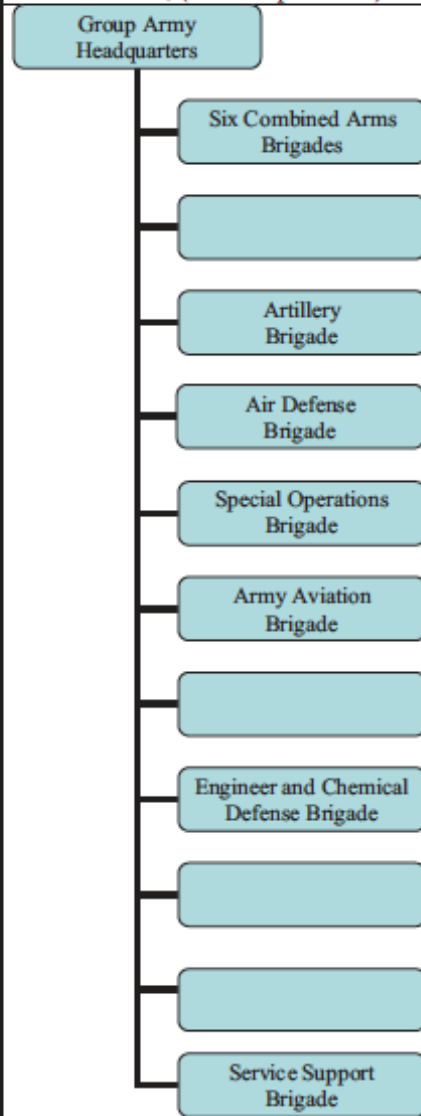 Group Army
Headquarters
Six Combined Arms
Brigades
Artillery
Brigade
Air Defense
Brigade
Special Operations
Brigade
Army Aviation
Brigade
Engineer and Chemical
Defense Brigade
Service Support
Brigade